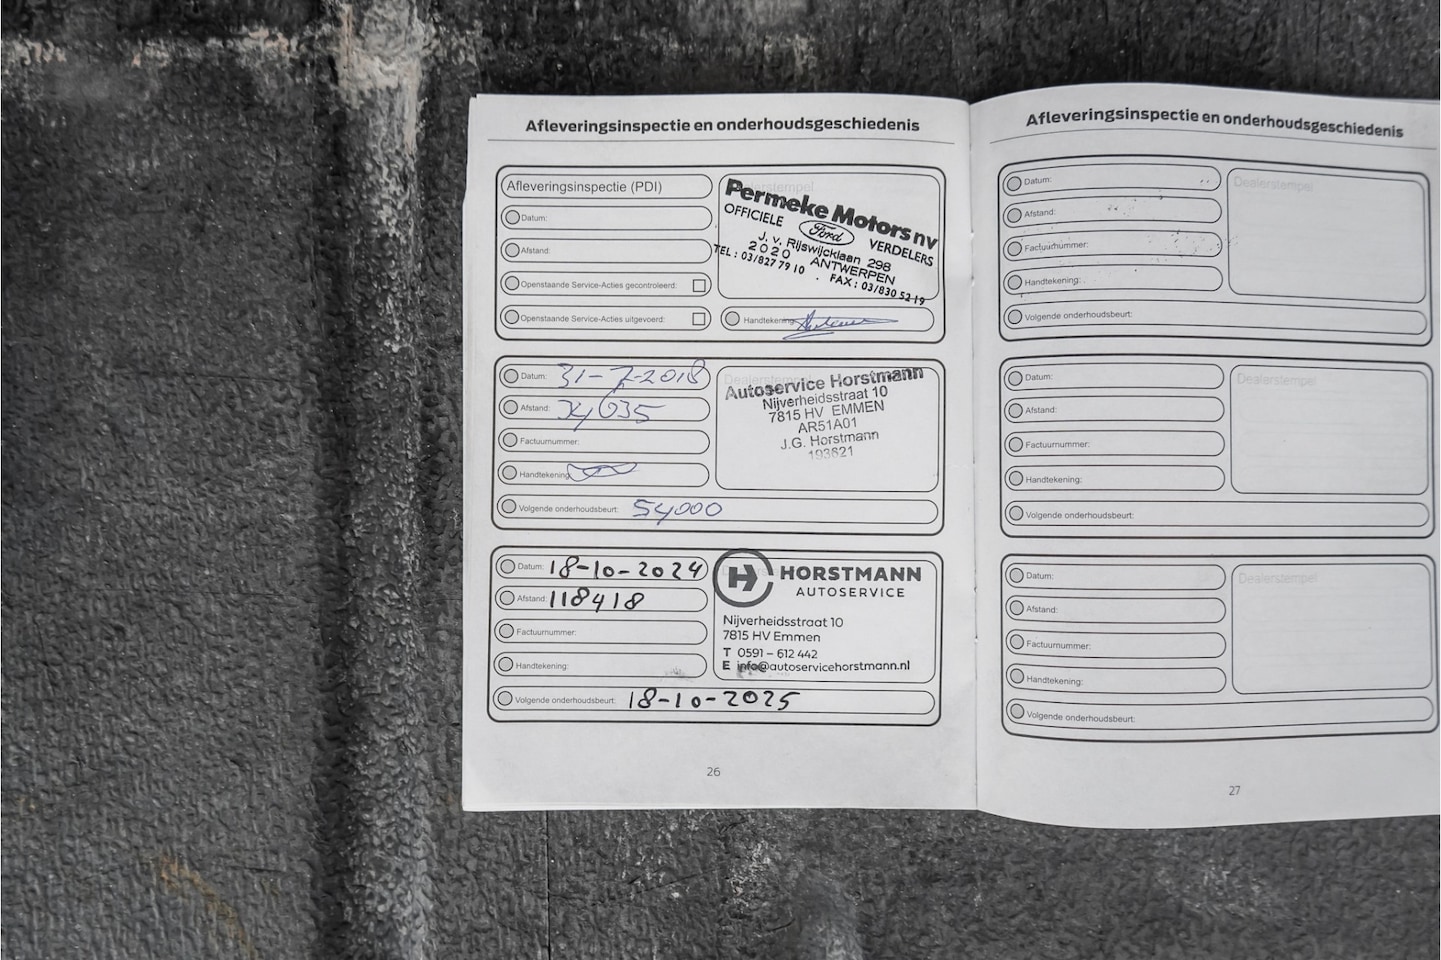 Afleveringsinspectie en onderhoudsgeschiedenis
Afleveringsinspectie (PDI)
Datum:
Afstand:
Openstaande Service-Acties gecontroleerd:
Openstaande Service-Acties uitgevoerd:
Dealerstempel
Permeke Motors nv
OFFICIELE Ford VERDELERS
J. v. Rijswijcklaan 298
2020 ANTWERPEN
TEL : 03/827 79 10 . FAX : 03/830 52 19
Handtekening
Datum: 31-7-2018
Afstand: 34635
Factuurnummer:
Handtekening:
Dealerstempel
Autoservice Horstmann
Nijverheidsstraat 10
7815 HV EMMEN
AR51A01
J.G. Horstmann
193621
Volgende onderhoudsbeurt: 54000
Datum: 18-10-2024
Afstand: 118418
Factuurnummer:
Handtekening:
HORSTMANN
AUTOSERVICE
Nijverheidsstraat 10
7815 HV Emmen
T 0591 – 612 442
E info@autoservicehorstmann.nl
Volgende onderhoudsbeurt: 18-10-2025
26
Afleveringsinspectie en onderhoudsgeschiedenis
Datum:
Afstand:
Factuurnummer:
Handtekening:
Dealerstempel
Volgende onderhoudsbeurt:
Datum:
Afstand:
Factuurnummer:
Handtekening:
Dealerstempel
Volgende onderhoudsbeurt:
Datum:
Afstand:
Factuurnummer:
Handtekening:
Dealerstempel
Volgende onderhoudsbeurt:
27